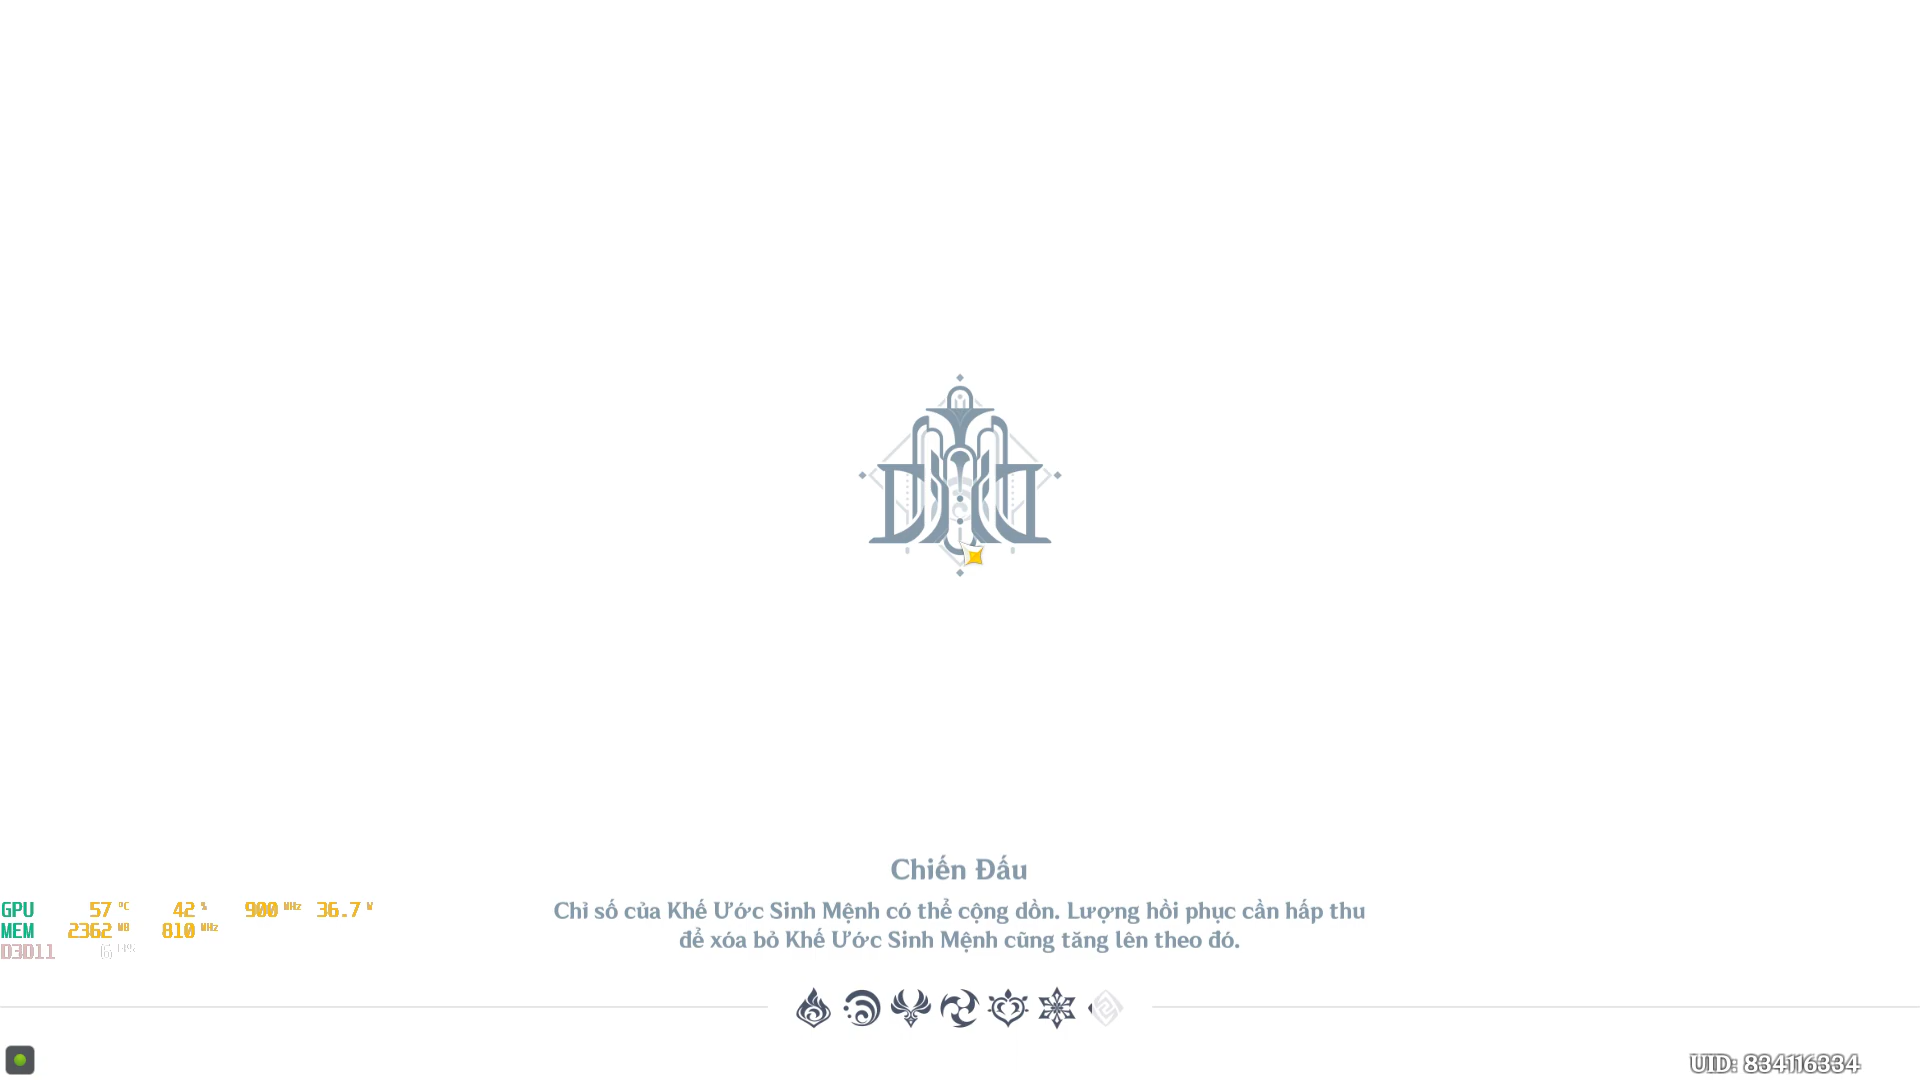 Chiến Đấu
Chỉ số của Khế Ước Sinh Mệnh có thể cộng dồn. Lượng hồi phục cần hấp thu
để xóa bỏ Khế Ước Sinh Mệnh cũng tăng lên theo đó.
GPU 57 °C 42 % 900 MHz 36.7 W
MEM 2362 MB 810 MHz
D3D11 6
UID: 834116334